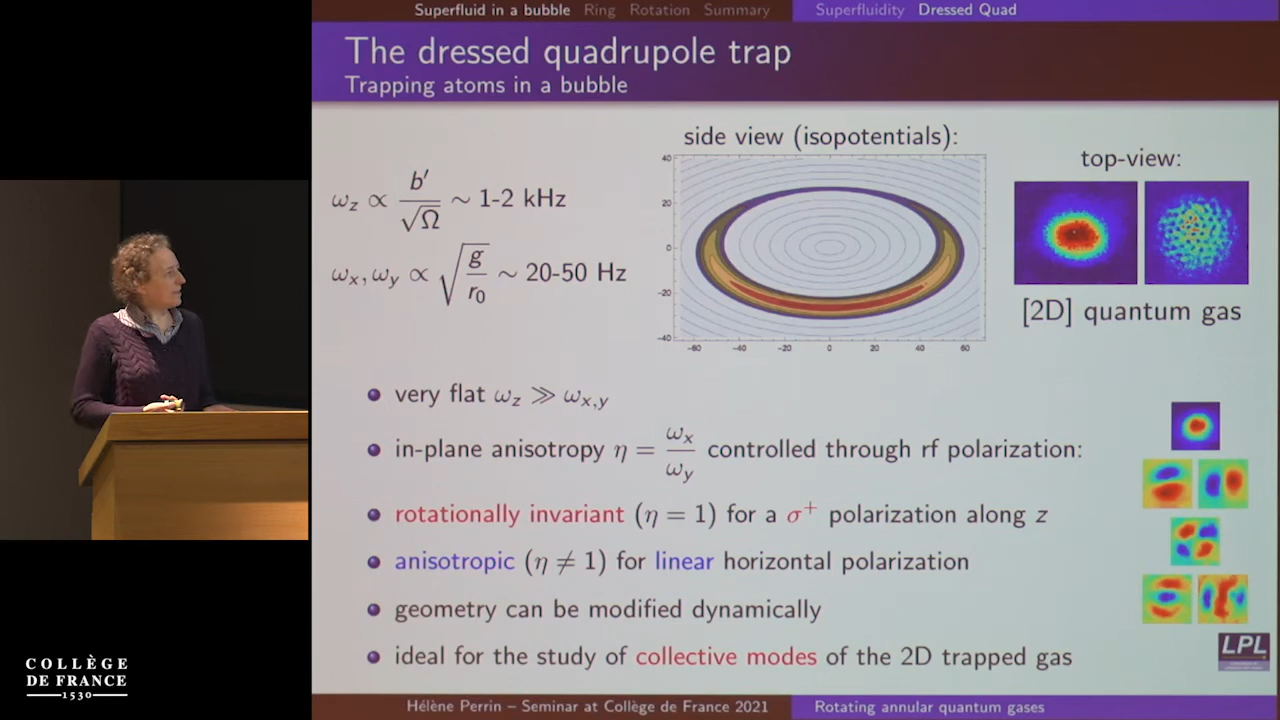 Superfluid in a bubble Ring Rotation Summary Superfluidity Dressed Quad
The dressed quadrupole trap
Trapping atoms in a bubble
ω_z ∝ b′/√Ω ∼ 1-2 kHz
ω_x, ω_y ∝ √(g/r_0) ∼ 20-50 Hz
side view (isopotentials):
40
20
0
−20
−40
−60 −40 −20 0 20 40 60
top-view:
[2D] quantum gas
very flat ω_z ≫ ω_x,y
in-plane anisotropy η = ω_x/ω_y controlled through rf polarization:
rotationally invariant (η = 1) for a σ⁺ polarization along z
anisotropic (η ≠ 1) for linear horizontal polarization
geometry can be modified dynamically
ideal for the study of collective modes of the 2D trapped gas
LPL
Hélène Perrin – Seminar at Collège de France 2021 Rotating annular quantum gases
COLLÈGE
DE FRANCE
1530